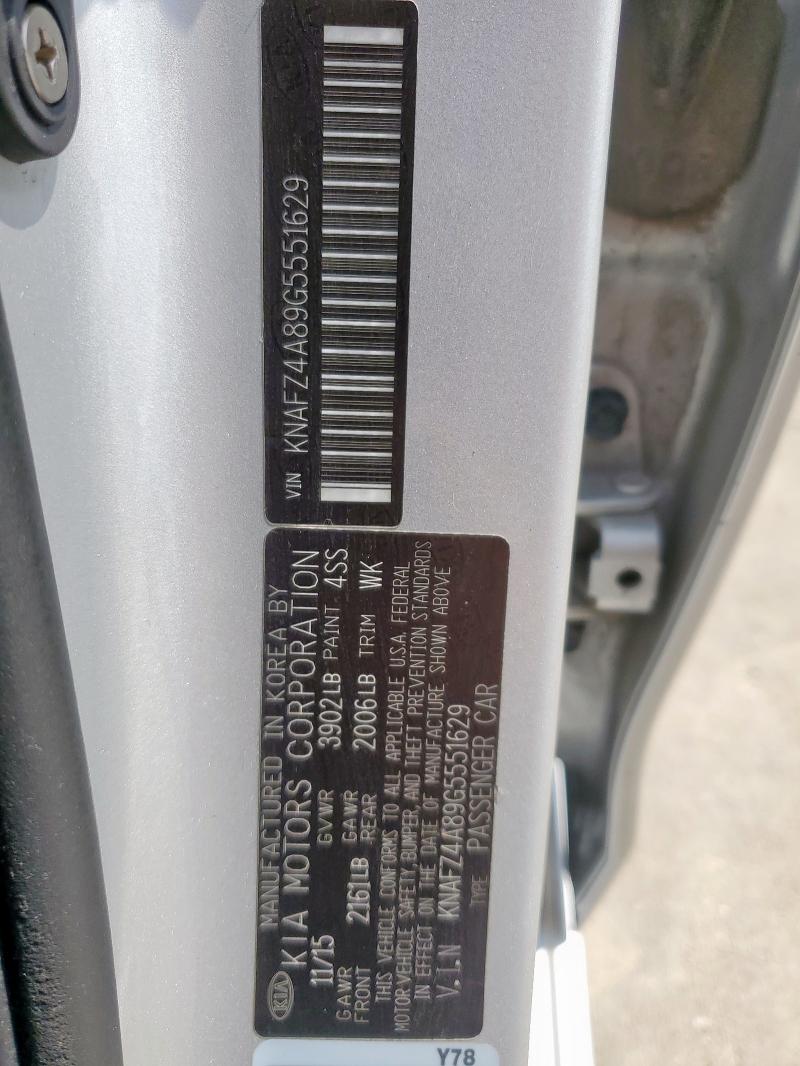 KIA
VIN KNAFZ4A89G5551629
MANUFACTURED IN KOREA BY
KIA KIA MOTORS CORPORATION
11/15 GVWR 3902LB PAINT 4SS
GAWR FRONT 2161LB GAWR REAR 2006LB TRIM WK
THIS VEHICLE CONFORMS TO ALL APPLICABLE U.S.A. FEDERAL
MOTOR VEHICLE SAFETY, BUMPER AND THEFT PREVENTION STANDARDS
IN EFFECT ON THE DATE OF MANUFACTURE SHOWN ABOVE
V.I.N KNAFZ4A89G5551629
TYPE PASSENGER CAR
Y78